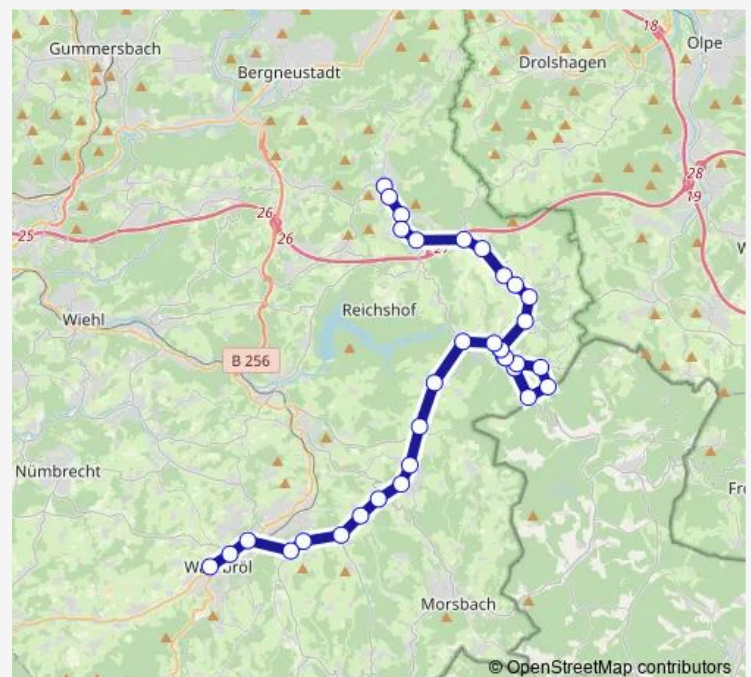 18
Olpe
Gummersbach
Drolshagen
Bergneustadt
28
19
26
25
26
Reichshof
Wiehl
B 256
Nümbrecht
Morsbach
© OpenStreetMap contributors